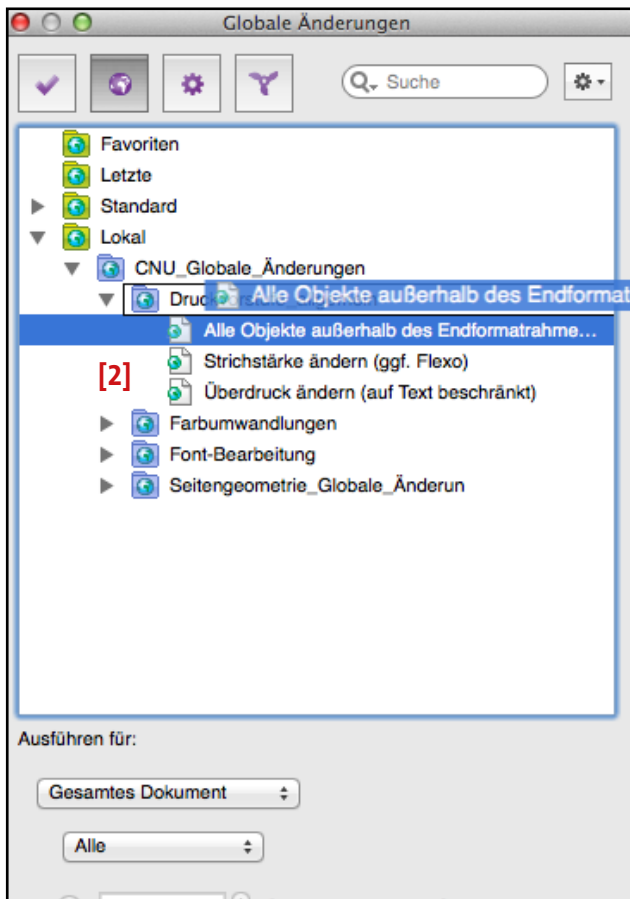 Globale Änderungen
Suche
Favoriten
Letzte
Standard
Lokal
CNU_Globale_Änderungen
Alle Objekte außerhalb des Endformat
Alle Objekte außerhalb des Endformatrahme...
[2]
Strichstärke ändern (ggf. Flexo)
Überdruck ändern (auf Text beschränkt)
Farbumwandlungen
Font-Bearbeitung
Seitengeometrie_Globale_Änderun
Ausführen für:
Gesamtes Dokument
Alle